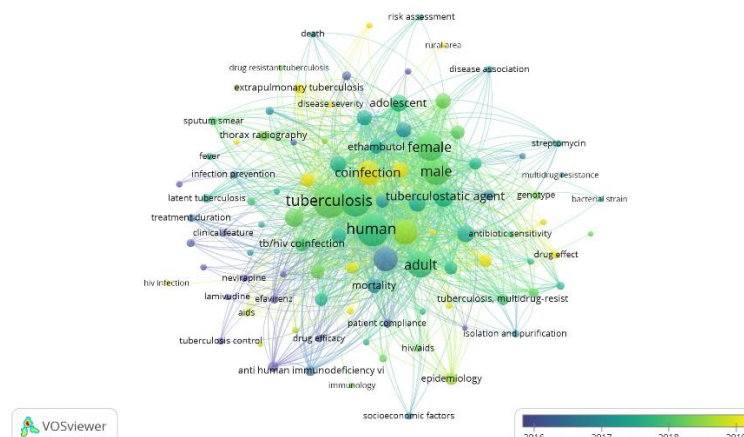 risk assessment
death
rural area
drug resistant tuberculosis
disease association
extrapulmonary tuberculosis
disease severity
adolescent
sputum smear
thorax radiography
ethambutol
female
streptomycin
fever
infection prevention
coinfection
male
multidrug resistance
latent tuberculosis
tuberculosis
tuberculostatic agent
genotype
bacterial strain
treatment duration
clinical feature
human
antibiotic sensitivity
tb/hiv coinfection
drug effect
adult
hiv infection
nevirapine
mortality
lamivudine
efavirenz
tuberculosis, multidrug-resist
aids
patient compliance
isolation and purification
tuberculosis control
drug efficacy
hiv/aids
anti human immunodeficiency vi
epidemiology
immunology
socioeconomic factors
VOSviewer
2016 2017 2018 2019